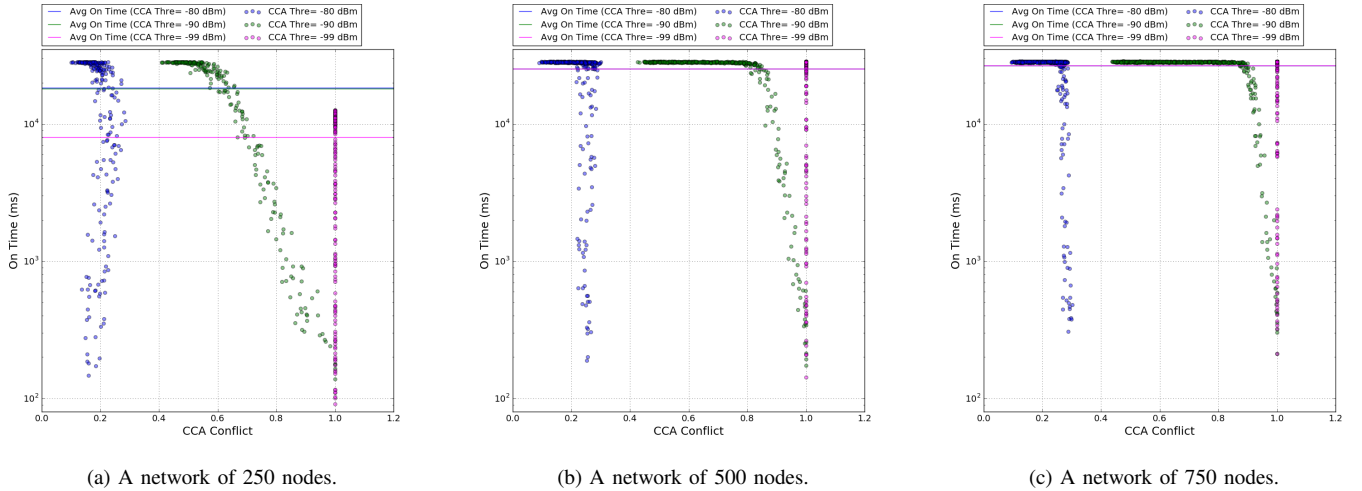 Avg On Time (CCA Thre= -80 dBm) CCA Thre= -80 dBm
Avg On Time (CCA Thre= -90 dBm) CCA Thre= -90 dBm
Avg On Time (CCA Thre= -99 dBm) CCA Thre= -99 dBm
On Time (ms)
10^4
10^3
10^2
0.0 0.2 0.4 0.6 0.8 1.0 1.2
CCA Conflict
(a) A network of 250 nodes.
Avg On Time (CCA Thre= -80 dBm) CCA Thre= -80 dBm
Avg On Time (CCA Thre= -90 dBm) CCA Thre= -90 dBm
Avg On Time (CCA Thre= -99 dBm) CCA Thre= -99 dBm
On Time (ms)
10^4
10^3
10^2
0.0 0.2 0.4 0.6 0.8 1.0 1.2
CCA Conflict
(b) A network of 500 nodes.
Avg On Time (CCA Thre= -80 dBm) CCA Thre= -80 dBm
Avg On Time (CCA Thre= -90 dBm) CCA Thre= -90 dBm
Avg On Time (CCA Thre= -99 dBm) CCA Thre= -99 dBm
On Time (ms)
10^4
10^3
10^2
0.0 0.2 0.4 0.6 0.8 1.0 1.2
CCA Conflict
(c) A network of 750 nodes.